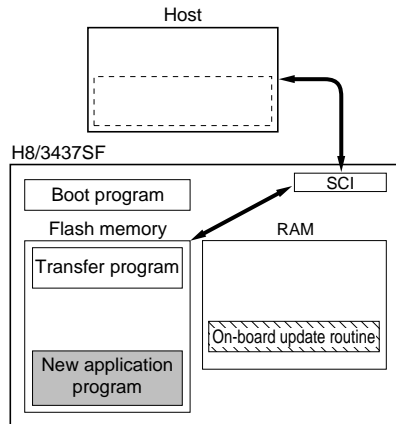 Host
H8/3437SF
SCI
Boot program
Flash memory
RAM
Transfer program
On-board update routine
New application
program